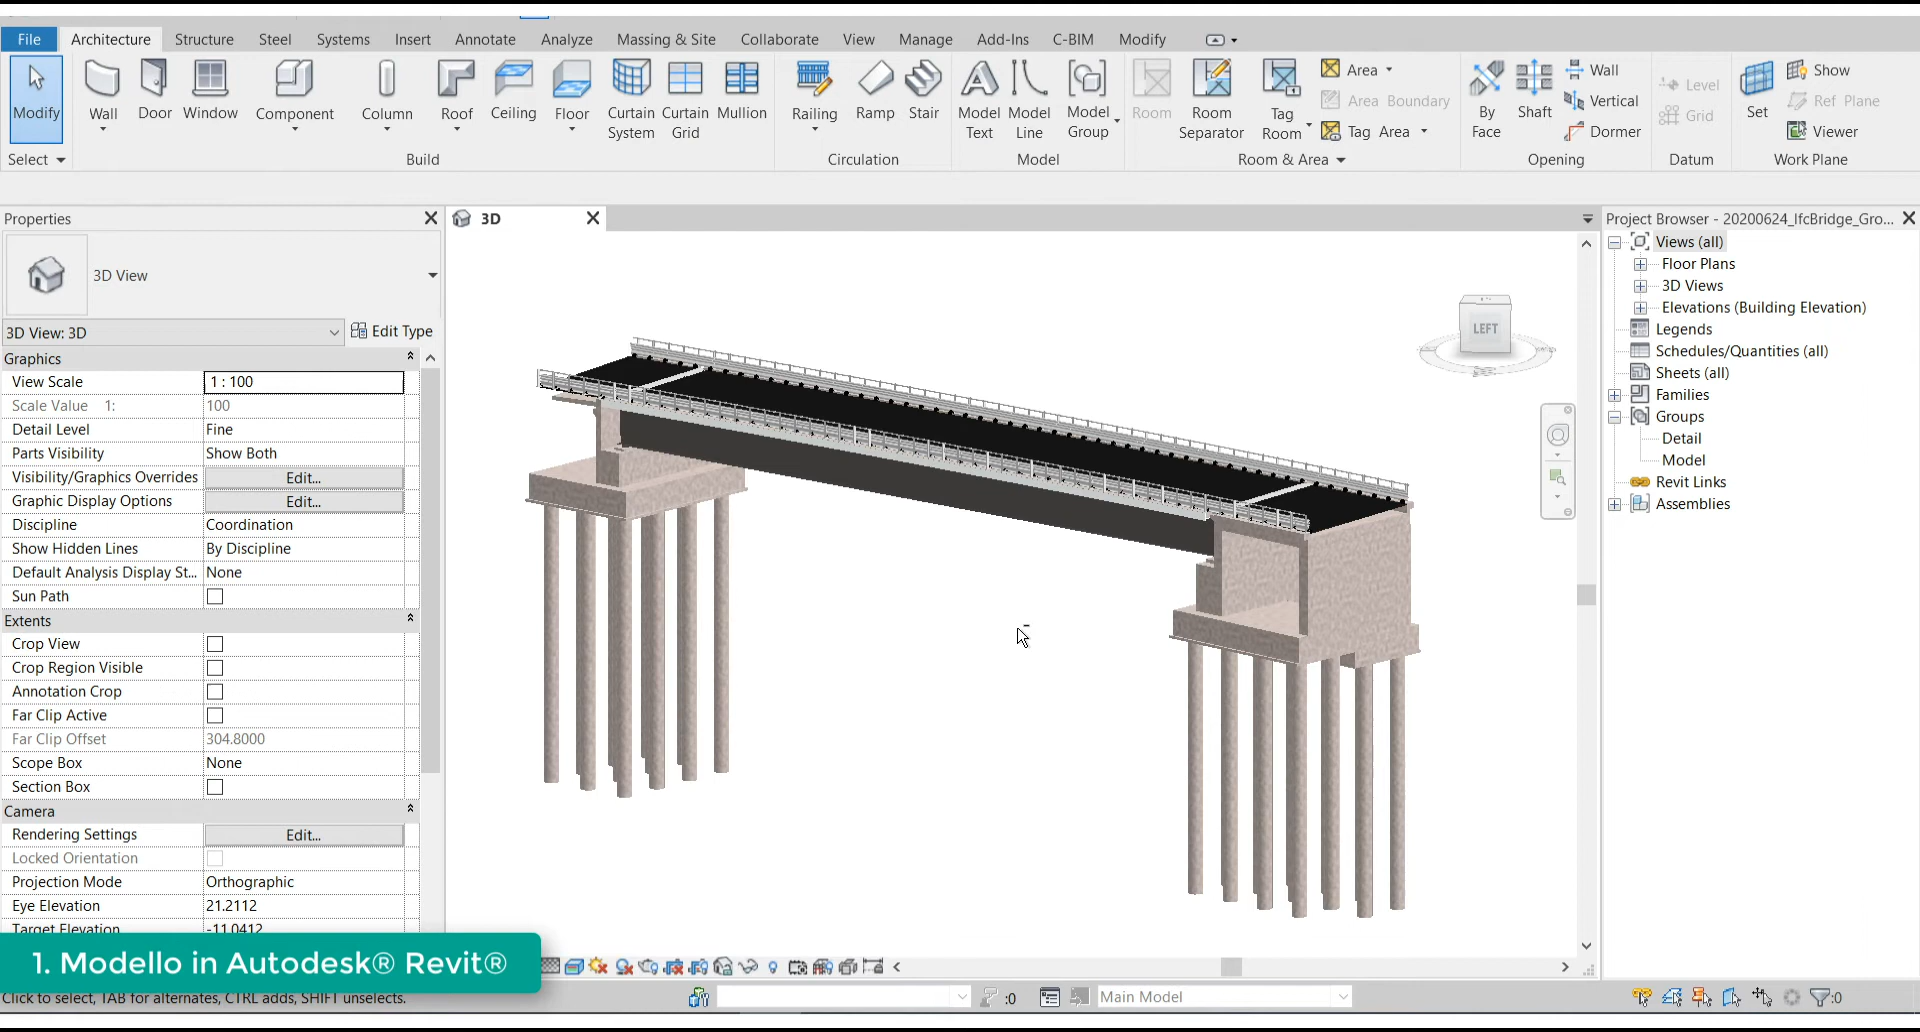 File Architecture Structure Steel Systems Insert Annotate Analyze Massing & Site Collaborate View Manage Add-Ins C-BIM Modify
Modify
Select
Wall Door Window Component Column Roof Ceiling Floor Curtain System Curtain Grid Mullion
Build
Railing Ramp Stair
Circulation
Model Text Model Line Model Group
Model
Room Room Separator Tag Room
Area
Area Boundary
Tag Area
Room & Area
By Face Shaft
Wall
Vertical
Dormer
Opening
Level
Grid
Datum
Set
Show
Ref Plane
Viewer
Work Plane
Properties
3D View
3D View: 3D Edit Type
Graphics
View Scale 1 : 100
Scale Value 1: 100
Detail Level Fine
Parts Visibility Show Both
Visibility/Graphics Overrides Edit...
Graphic Display Options Edit...
Discipline Coordination
Show Hidden Lines By Discipline
Default Analysis Display St... None
Sun Path
Extents
Crop View
Crop Region Visible
Annotation Crop
Far Clip Active
Far Clip Offset 304.8000
Scope Box None
Section Box
Camera
Rendering Settings Edit...
Locked Orientation
Projection Mode Orthographic
Eye Elevation 21.2112
Target Elevation -11.0412
3D
LEFT
Project Browser - 20200624_IfcBridge_Gro...
Views (all)
Floor Plans
3D Views
Elevations (Building Elevation)
Legends
Schedules/Quantities (all)
Sheets (all)
Families
Groups
Detail
Model
Revit Links
Assemblies
1. Modello in Autodesk® Revit®
Click to select, TAB for alternates, CTRL adds, SHIFT unselects.
:0
Main Model
:0